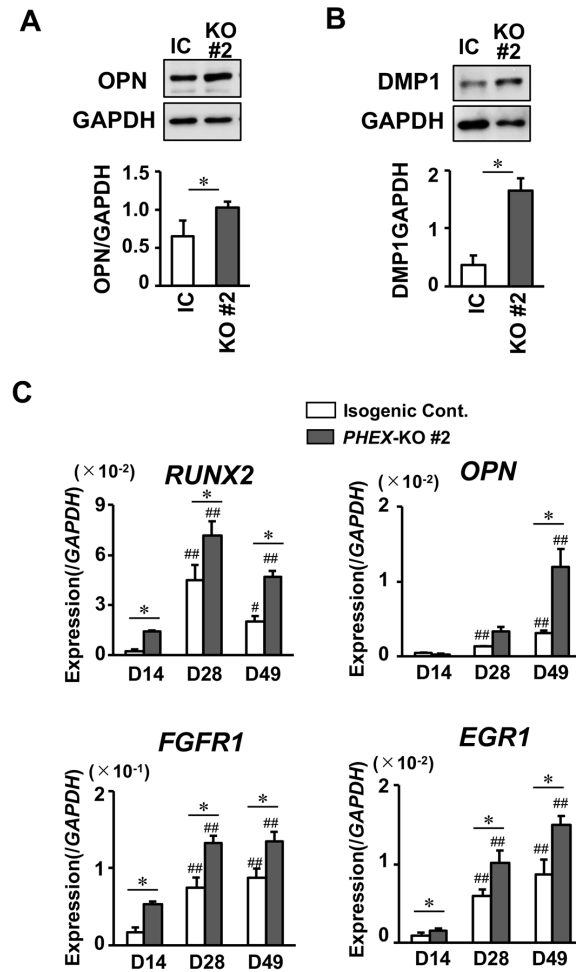 A
IC KO #2
OPN
GAPDH
OPN/GAPDH
1.5
1.0
0.5
0
*
IC KO #2
B
IC KO #2
DMP1
GAPDH
DMP1GAPDH
2
1
0
*
IC KO #2
C
Isogenic Cont.
PHEX-KO #2
(×10-2) RUNX2
Expression(/GAPDH)
9
6
3
0
* ## ## * # ## *
D14 D28 D49
(×10-2) OPN
Expression(/GAPDH)
2
1
0
## ## ## *
D14 D28 D49
(×10-1) FGFR1
Expression(/GAPDH)
2
1
0
* ## ## * ## ## *
D14 D28 D49
(×10-2) EGR1
Expression(/GAPDH)
2
1
0
* ## ## * ## ## *
D14 D28 D49